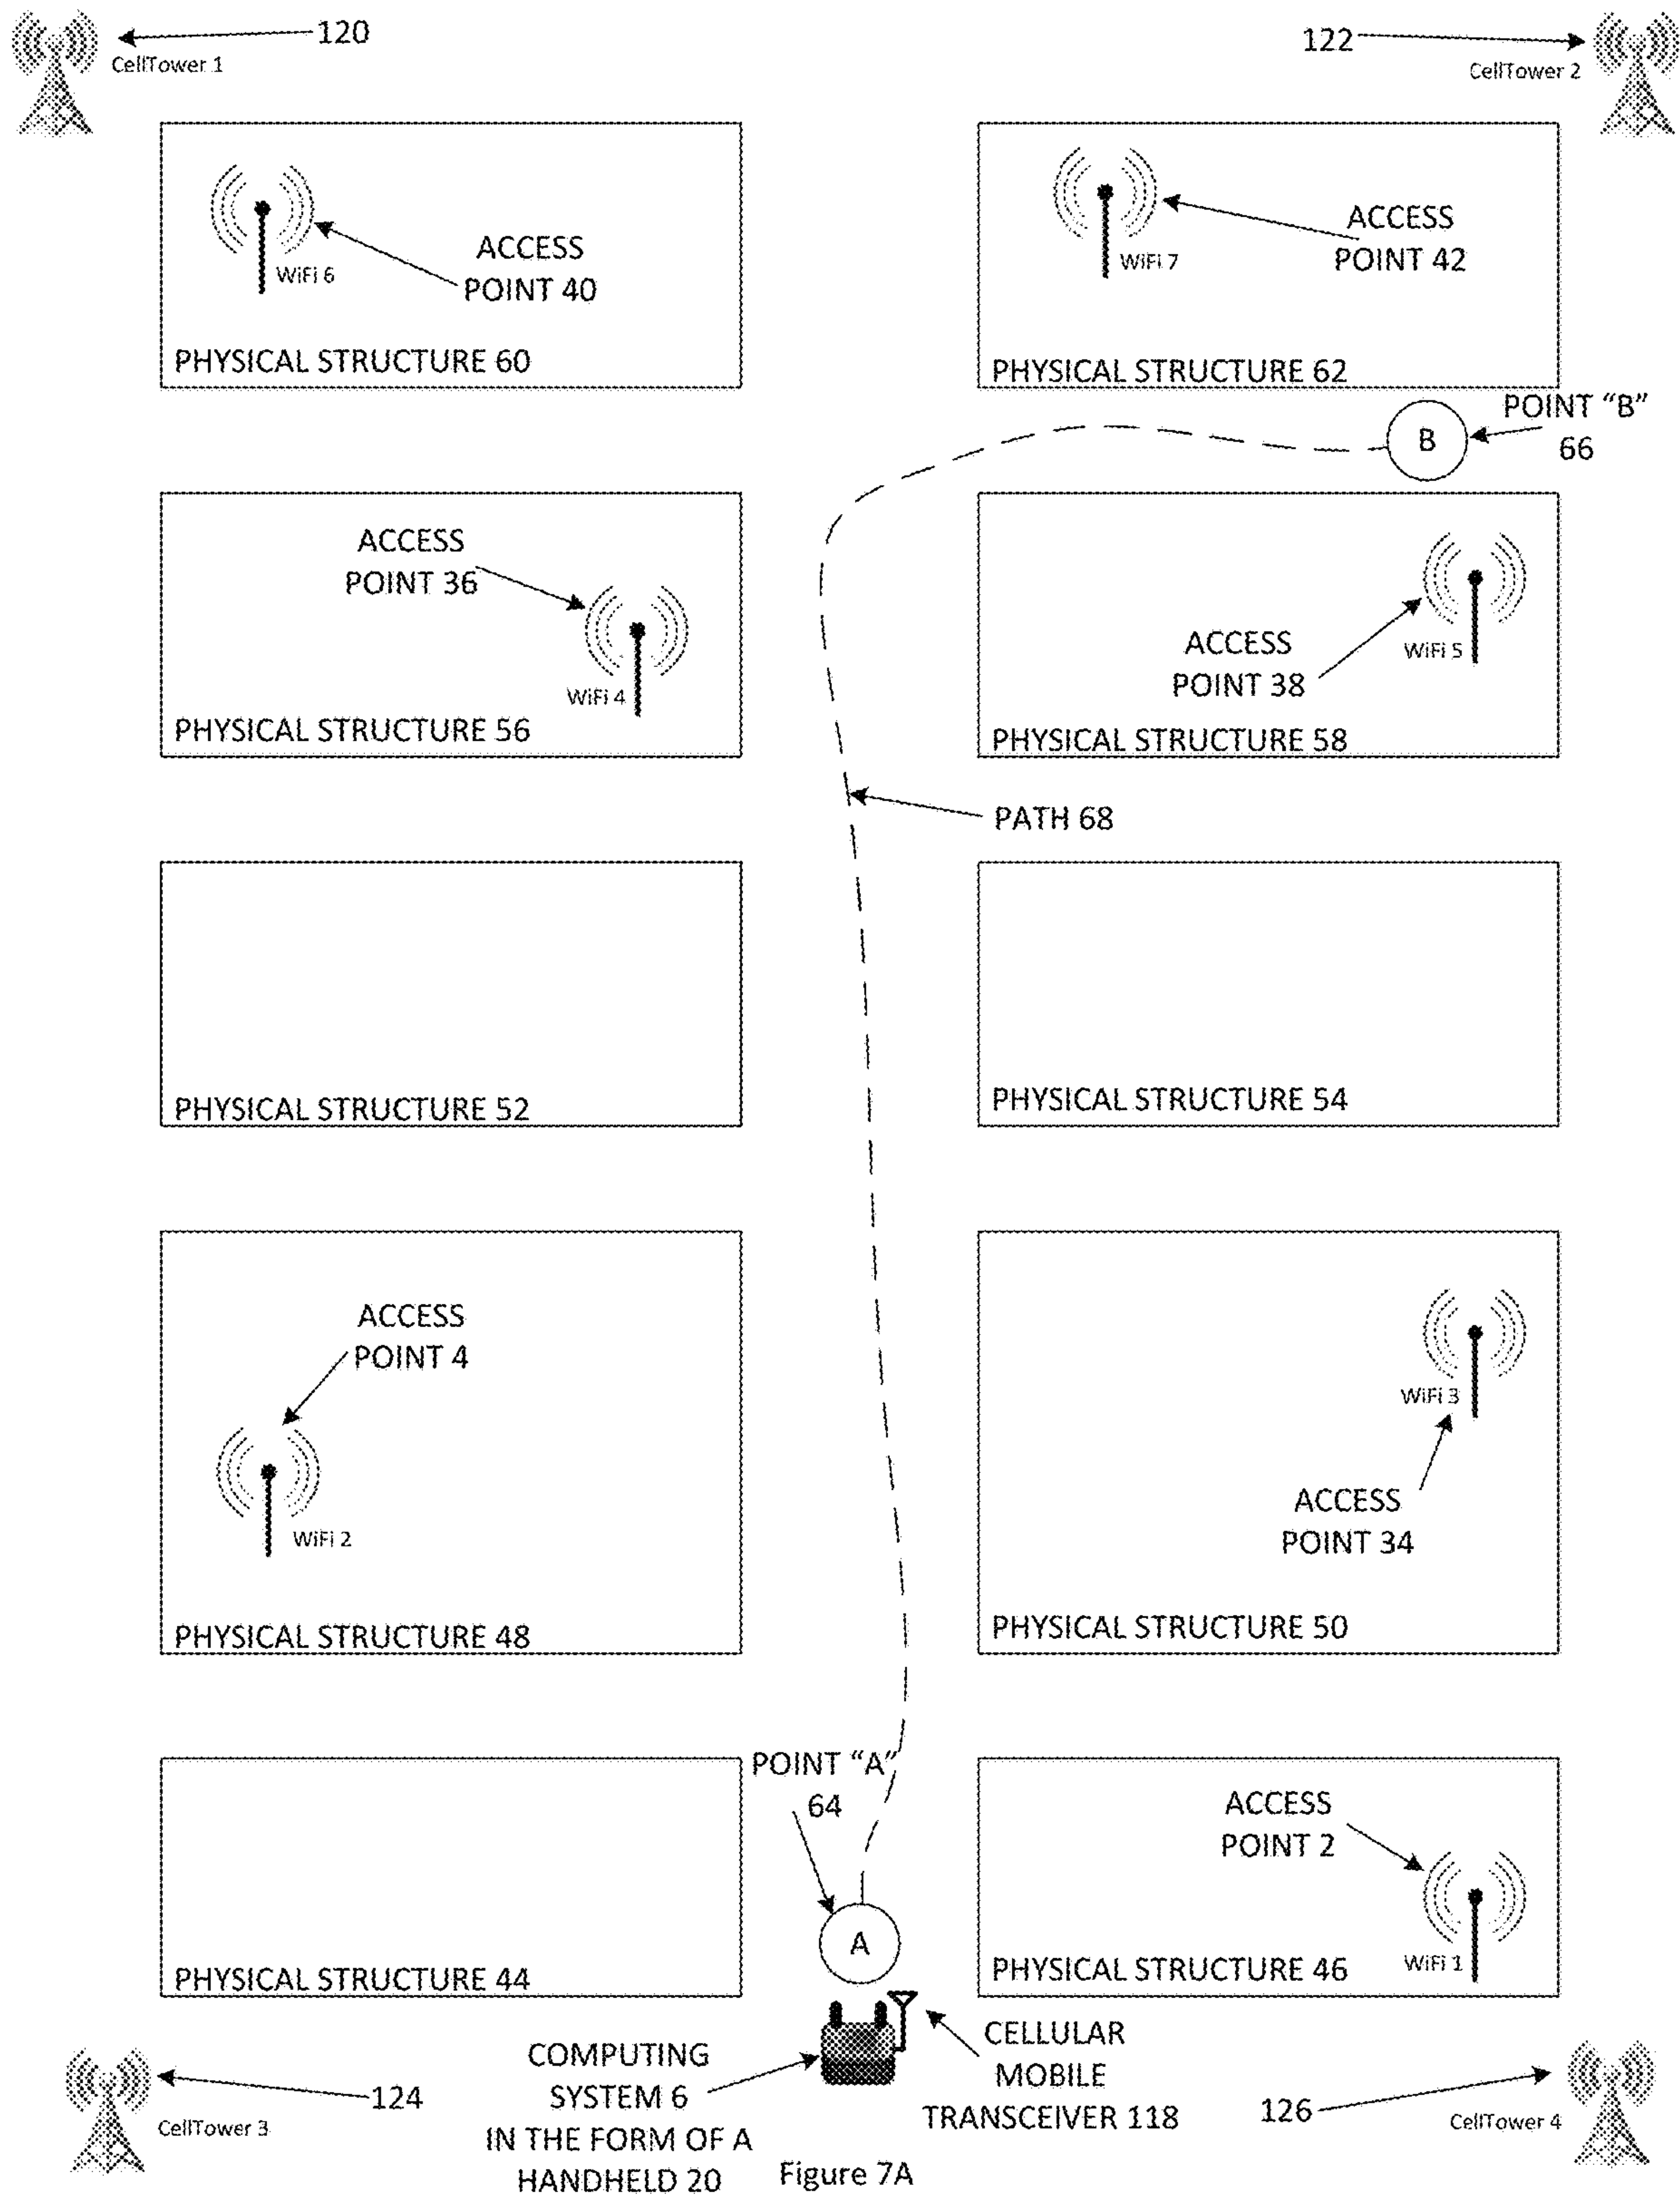 120
CellTower 1
122
CellTower 2
WiFi 6
ACCESS
POINT 40
PHYSICAL STRUCTURE 60
WiFi 7
ACCESS
POINT 42
PHYSICAL STRUCTURE 62
POINT "B"
66
B
ACCESS
POINT 36
WiFi 4
PHYSICAL STRUCTURE 56
ACCESS
POINT 38
WiFi 5
PHYSICAL STRUCTURE 58
PATH 68
PHYSICAL STRUCTURE 52
PHYSICAL STRUCTURE 54
ACCESS
POINT 4
WiFi 2
PHYSICAL STRUCTURE 48
WiFi 3
ACCESS
POINT 34
PHYSICAL STRUCTURE 50
POINT "A"
64
A
PHYSICAL STRUCTURE 44
ACCESS
POINT 2
WiFi 1
PHYSICAL STRUCTURE 46
124
CellTower 3
COMPUTING
SYSTEM 6
IN THE FORM OF A
HANDHELD 20
CELLULAR
MOBILE
TRANSCEIVER 118
126
CellTower 4
Figure 7A